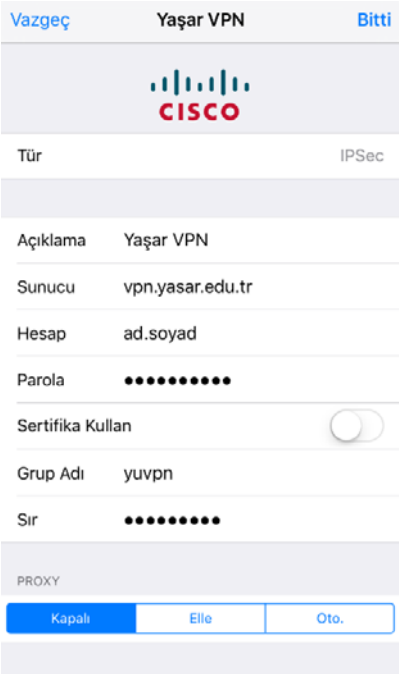 Vazgeç Yaşar VPN Bitti
CISCO
Tür IPSec
Açıklama Yaşar VPN
Sunucu vpn.yasar.edu.tr
Hesap ad.soyad
Parola ●●●●●●●●●●
Sertifika Kullan
Grup Adı yuvpn
Sır ●●●●●●●●●
PROXY
Kapalı Elle Oto.